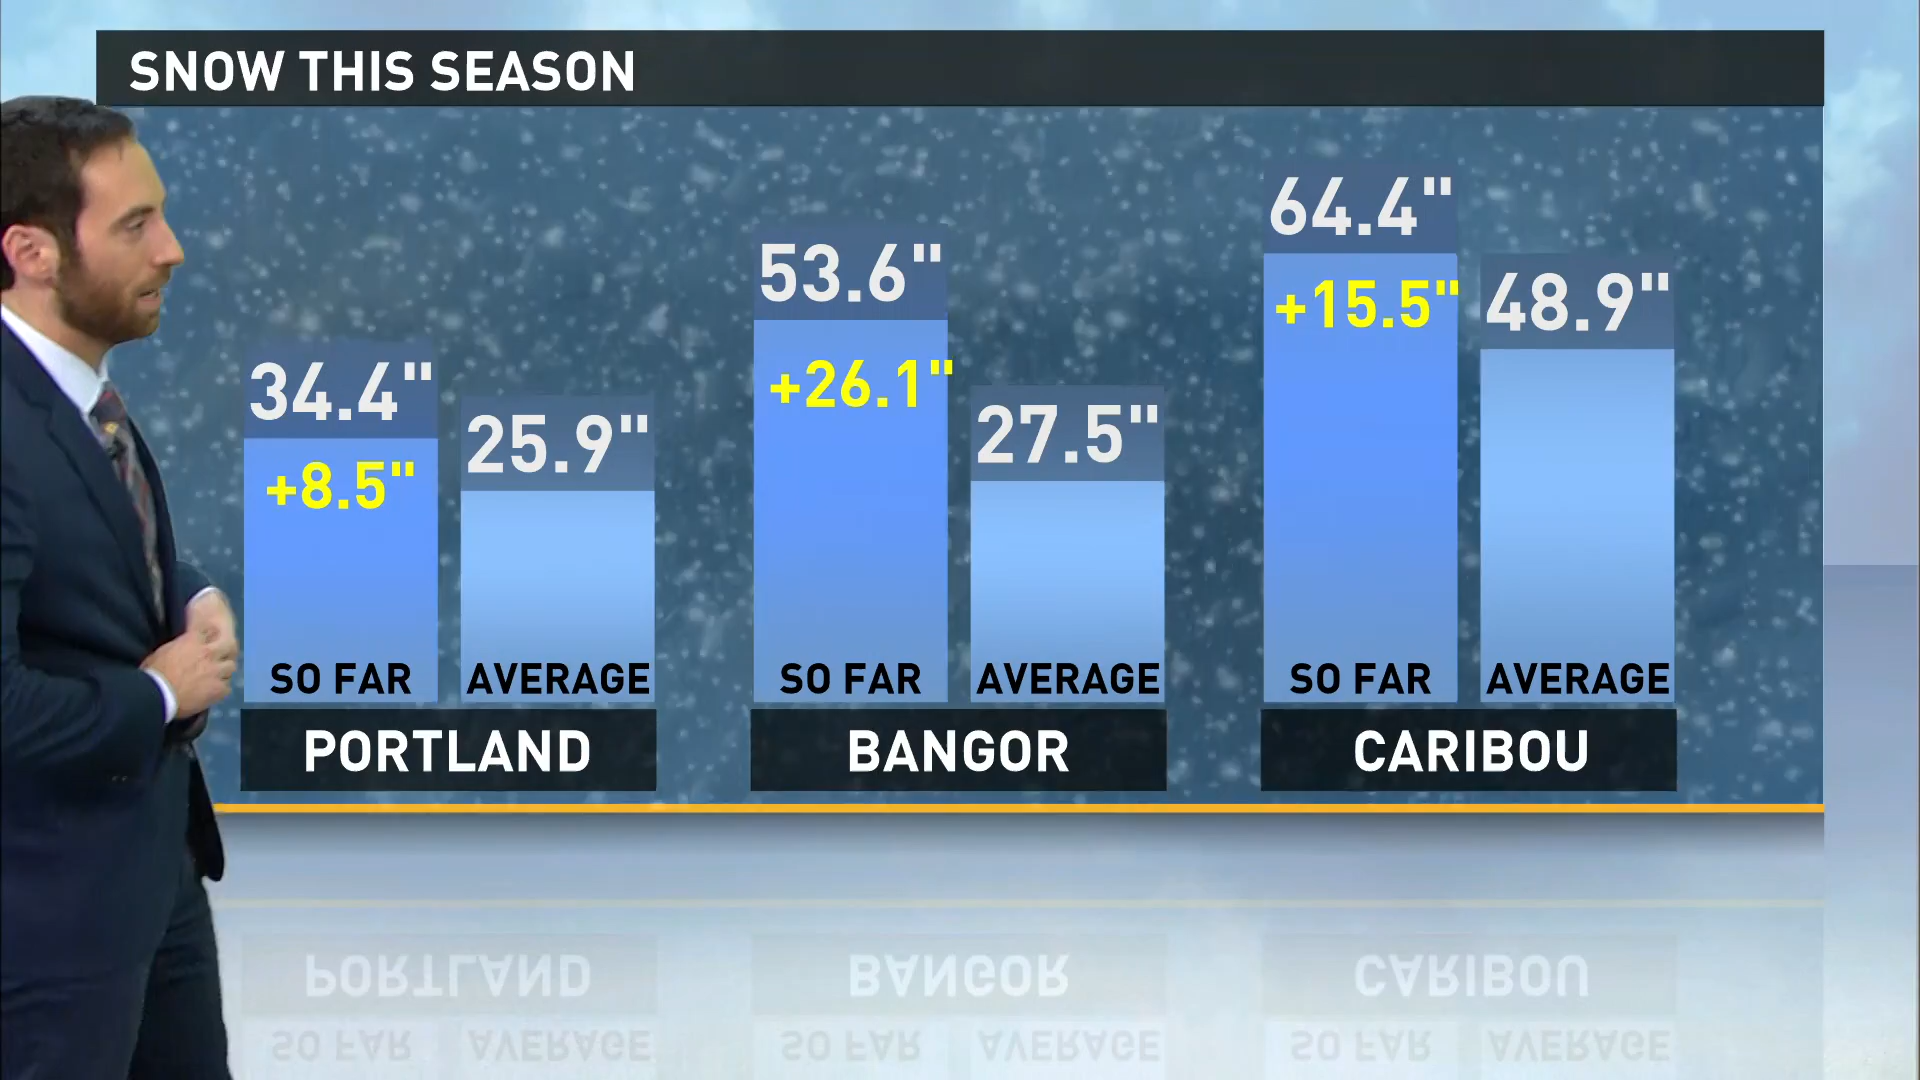 SNOW THIS SEASON
34.4"
+8.5"
25.9"
SO FAR
AVERAGE
PORTLAND
53.6"
+26.1"
27.5"
SO FAR
AVERAGE
BANGOR
64.4"
+15.5"
48.9"
SO FAR
AVERAGE
CARIBOU